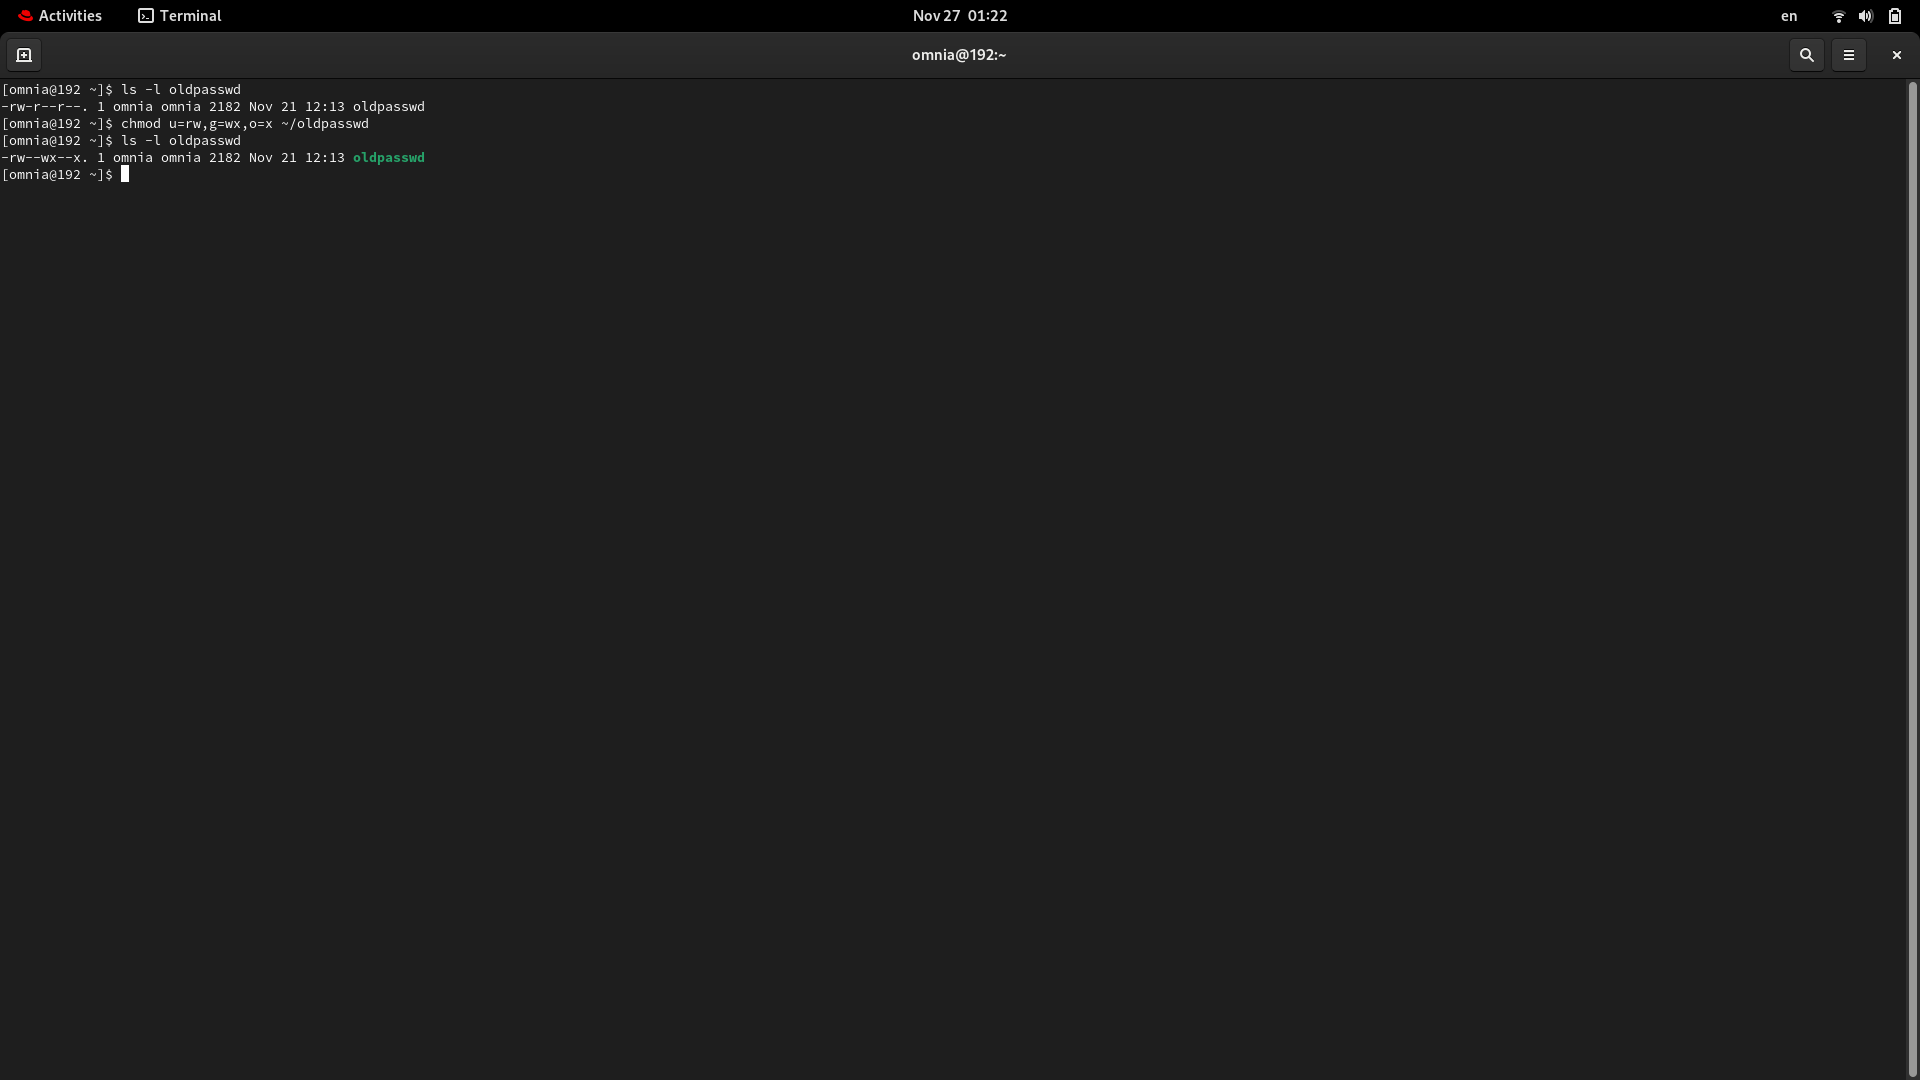 Activities Terminal Nov 27 01:22 en
omnia@192:~
[omnia@192 ~]$ ls -l oldpasswd
-rw-r--r--. 1 omnia omnia 2182 Nov 21 12:13 oldpasswd
[omnia@192 ~]$ chmod u=rw,g=wx,o=x ~/oldpasswd
[omnia@192 ~]$ ls -l oldpasswd
-rw--wx--x. 1 omnia omnia 2182 Nov 21 12:13 oldpasswd
[omnia@192 ~]$